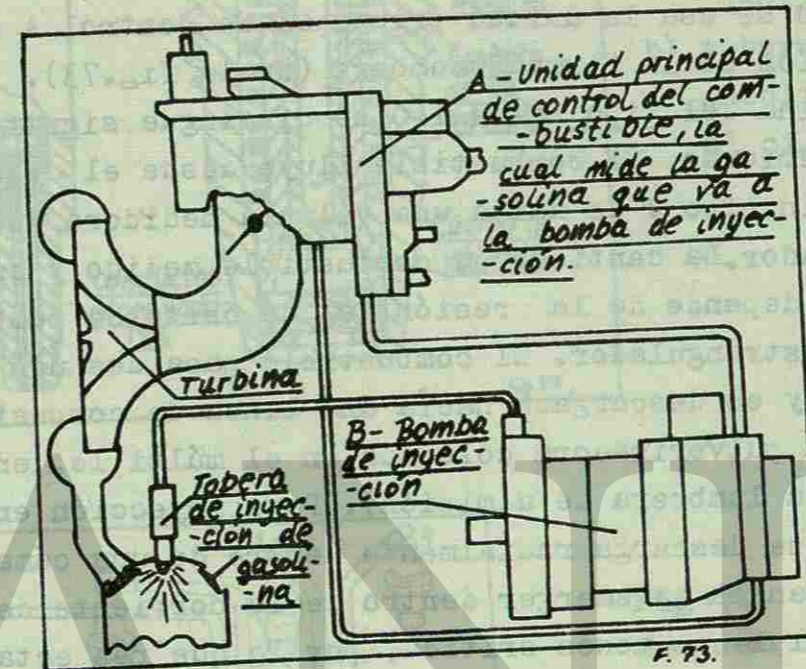 A - Unidad principal
de control del com-
-bustible, la
cual mide la ga-
-solina que va a
la bomba de inyec-
-ción.
Turbina
B- Bomba
de inyec-
-ción
Tobera
de inyec-
-cion de
gasoli-
-na
F. 73.